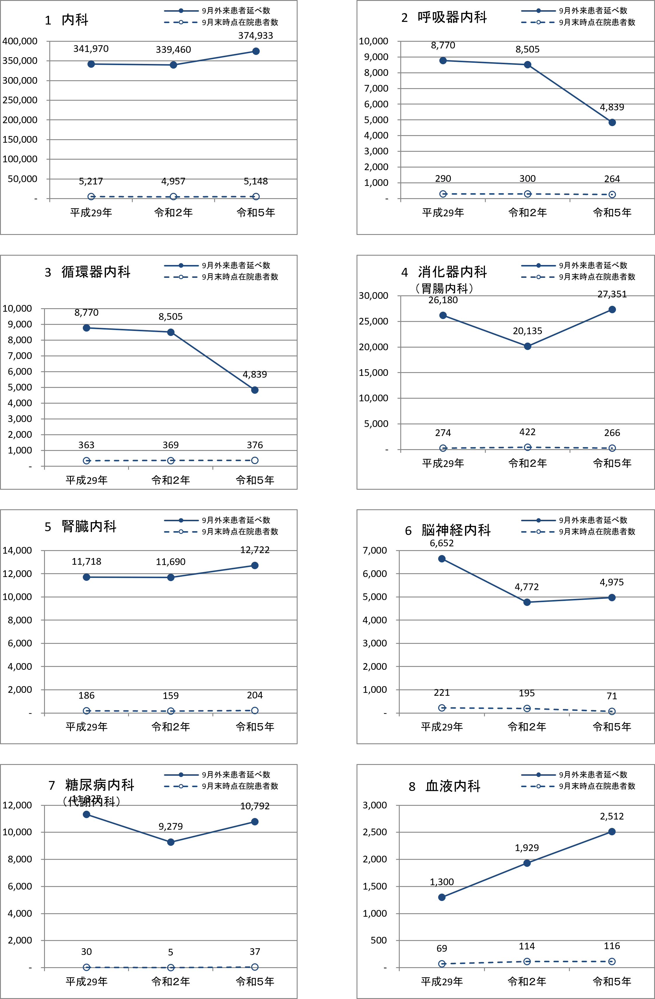 1 内科
9月外来患者延べ数
9月末時点在院患者数
400,000
350,000
300,000
250,000
200,000
150,000
100,000
50,000
-
341,970
339,460
374,933
5,217
4,957
5,148
平成29年
令和2年
令和5年
2 呼吸器内科
9月外来患者延べ数
9月末時点在院患者数
10,000
9,000
8,000
7,000
6,000
5,000
4,000
3,000
2,000
1,000
-
8,770
8,505
4,839
290
300
264
平成29年
令和2年
令和5年
3 循環器内科
9月外来患者延べ数
9月末時点在院患者数
10,000
9,000
8,000
7,000
6,000
5,000
4,000
3,000
2,000
1,000
-
8,770
8,505
4,839
363
369
376
平成29年
令和2年
令和5年
4 消化器内科
（胃腸内科）
9月外来患者延べ数
9月末時点在院患者数
30,000
25,000
20,000
15,000
10,000
5,000
-
26,180
20,135
27,351
274
422
266
平成29年
令和2年
令和5年
5 腎臓内科
9月外来患者延べ数
9月末時点在院患者数
14,000
12,000
10,000
8,000
6,000
4,000
2,000
-
11,718
11,690
12,722
186
159
204
平成29年
令和2年
令和5年
6 脳神経内科
9月外来患者延べ数
9月末時点在院患者数
7,000
6,000
5,000
4,000
3,000
2,000
1,000
-
6,652
4,772
4,975
221
195
71
平成29年
令和2年
令和5年
7 糖尿病内科
（代謝内科）
9月外来患者延べ数
9月末時点在院患者数
12,000
10,000
8,000
6,000
4,000
2,000
-
9,279
10,792
30
5
37
平成29年
令和2年
令和5年
8 血液内科
9月外来患者延べ数
9月末時点在院患者数
3,000
2,500
2,000
1,500
1,000
500
-
1,300
1,929
2,512
69
114
116
平成29年
令和2年
令和5年